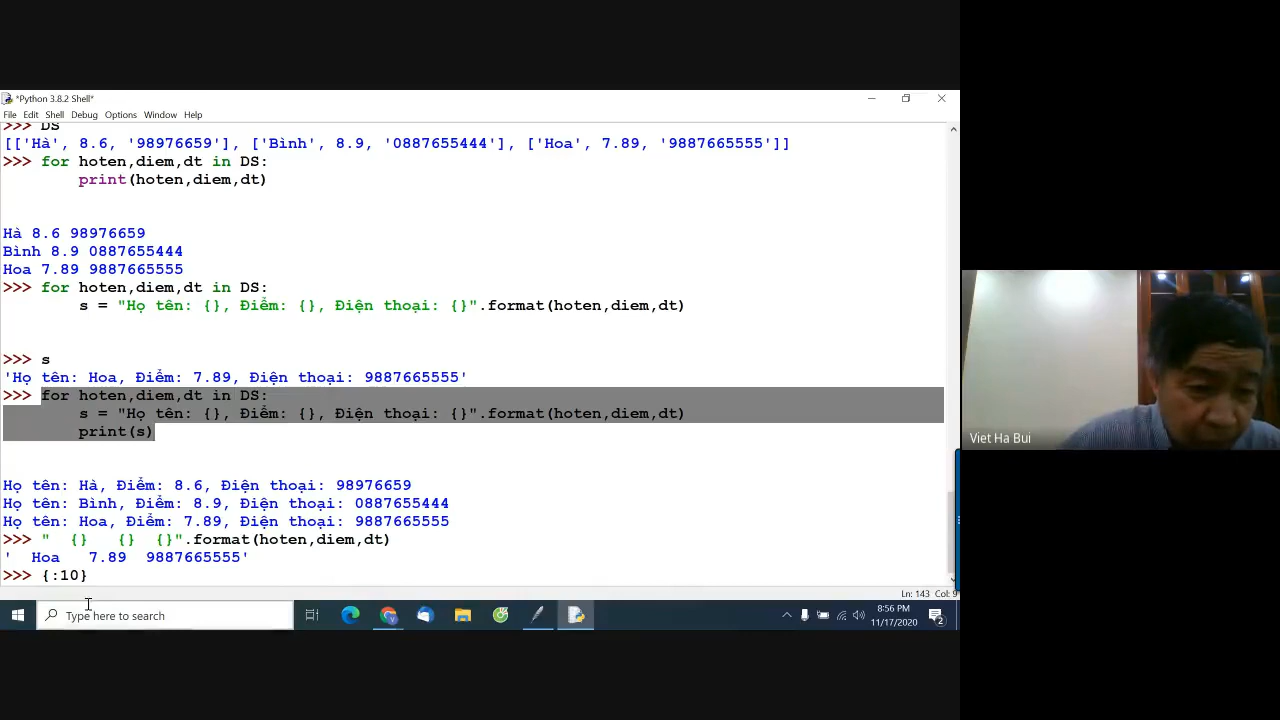 *Python 3.8.2 Shell*
File Edit Shell Debug Options Window Help
>>> DS
[['Hà', 8.6, '98976659'], ['Bình', 8.9, '0887655444'], ['Hoa', 7.89, '9887665555']]
>>> for hoten,diem,dt in DS:
print(hoten,diem,dt)
Hà 8.6 98976659
Bình 8.9 0887655444
Hoa 7.89 9887665555
>>> for hoten,diem,dt in DS:
s = "Họ tên: {}, Điểm: {}, Điện thoại: {}".format(hoten,diem,dt)
>>> s
'Họ tên: Hoa, Điểm: 7.89, Điện thoại: 9887665555'
>>> for hoten,diem,dt in DS:
s = "Họ tên: {}, Điểm: {}, Điện thoại: {}".format(hoten,diem,dt)
print(s)
Viet Ha Bui
Họ tên: Hà, Điểm: 8.6, Điện thoại: 98976659
Họ tên: Bình, Điểm: 8.9, Điện thoại: 0887655444
Họ tên: Hoa, Điểm: 7.89, Điện thoại: 9887665555
>>> "  {}   {}  {}".format(hoten,diem,dt)
'  Hoa   7.89  9887665555'
>>> {:10}
Ln: 143 Col: 9
Type here to search
8:56 PM
11/17/2020
2